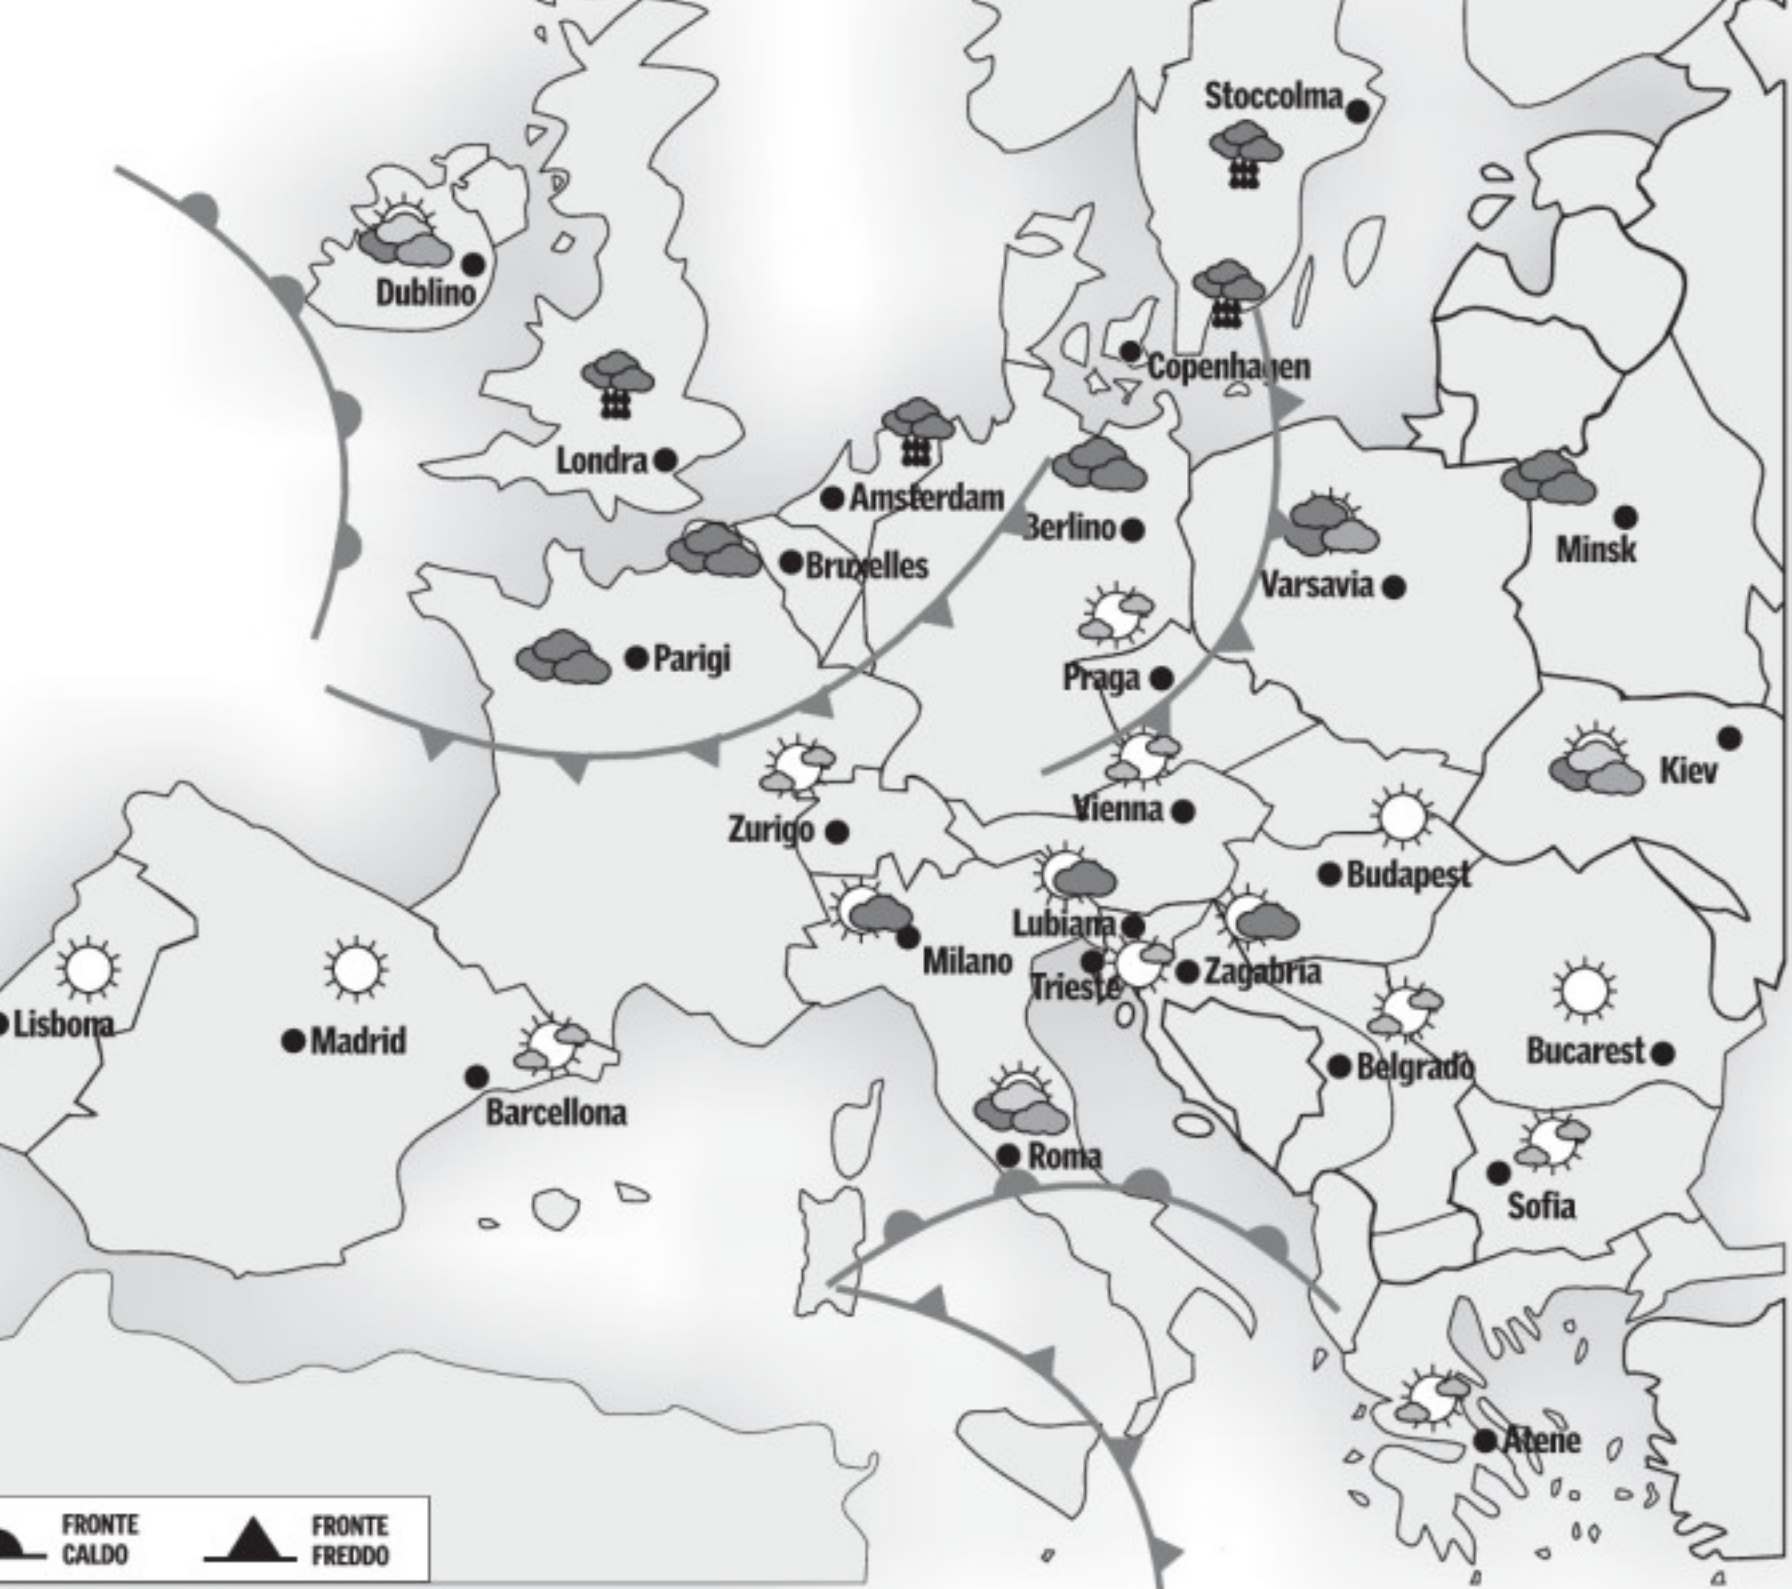 Stoccolma
Dublino
Copenhagen
Londra
Amsterdam
Berlino
Minsk
Bruxelles
Varsavia
Parigi
Praga
Kiev
Vienna
Zurigo
Budapest
Lubiana
Milano
Zagabria
Trieste
Lisbona
Madrid
Bucarest
Belgrado
Barcellona
Roma
Sofia
Atene
FRONTE
CALDO
FRONTE
FREDDO